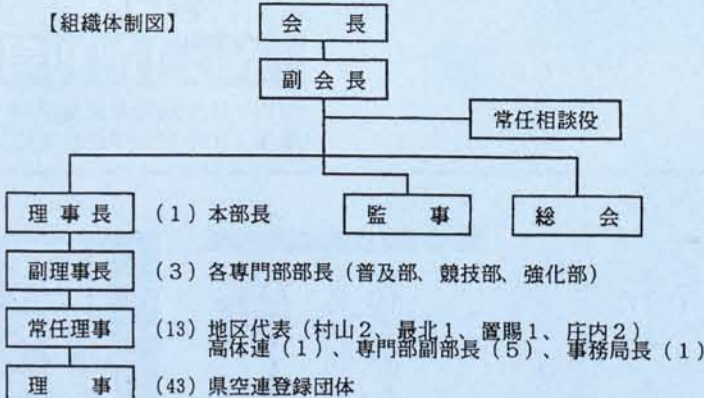 【組織体制図】
会 長
副会長
常任相談役
理事長 (1) 本部長
監 事
総 会
副理事長 (3) 各専門部部長 (普及部、競技部、強化部)
常任理事 (13) 地区代表 (村山2、最北1、置賜1、庄内2)
高体連 (1)、専門部副部長 (5)、事務局長 (1)
理 事 (43) 県空連登録団体